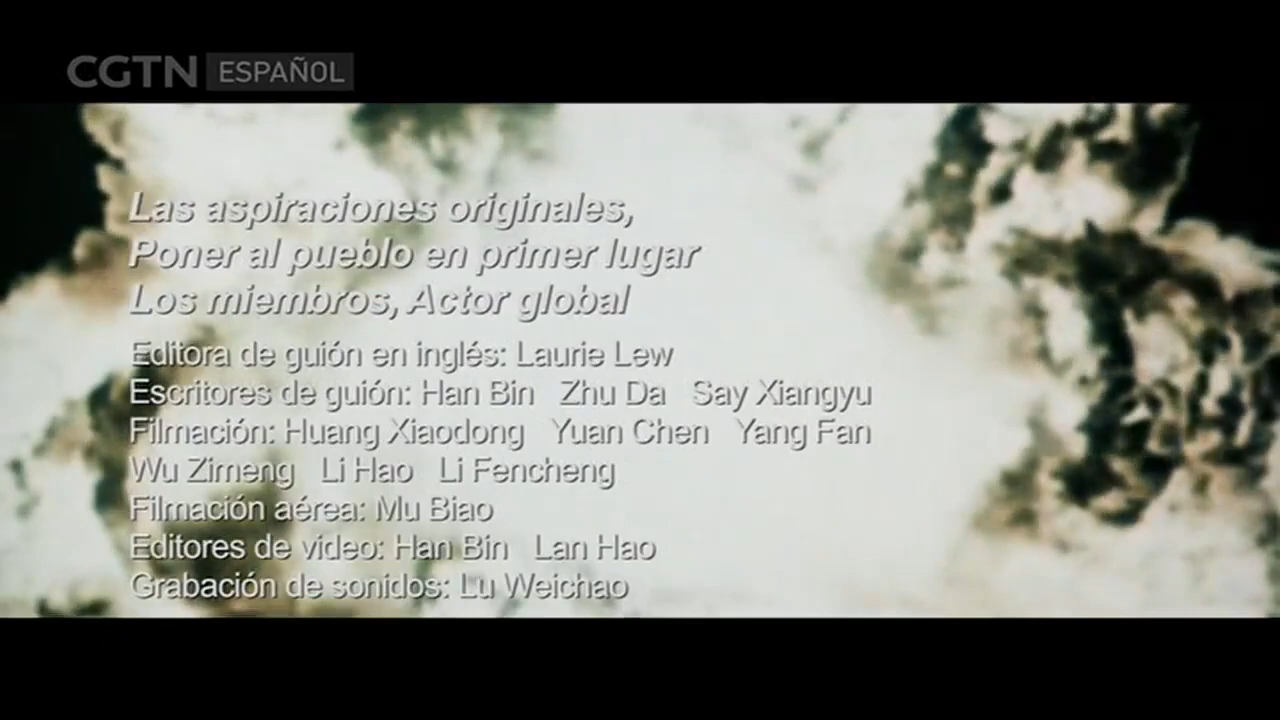 CGTN ESPAÑOL
Las aspiraciones originales,
Poner al pueblo en primer lugar
Los miembros, Actor global
Editora de guión en inglés: Laurie Lew
Escritores de guión: Han Bin Zhu Da Say Xiangyu
Filmación: Huang Xiaodong Yuan Chen Yang Fan
Wu Zimeng Li Hao Li Fencheng
Filmación aérea: Mu Biao
Editores de video: Han Bin Lan Hao
Grabación de sonidos: Lu Weichao